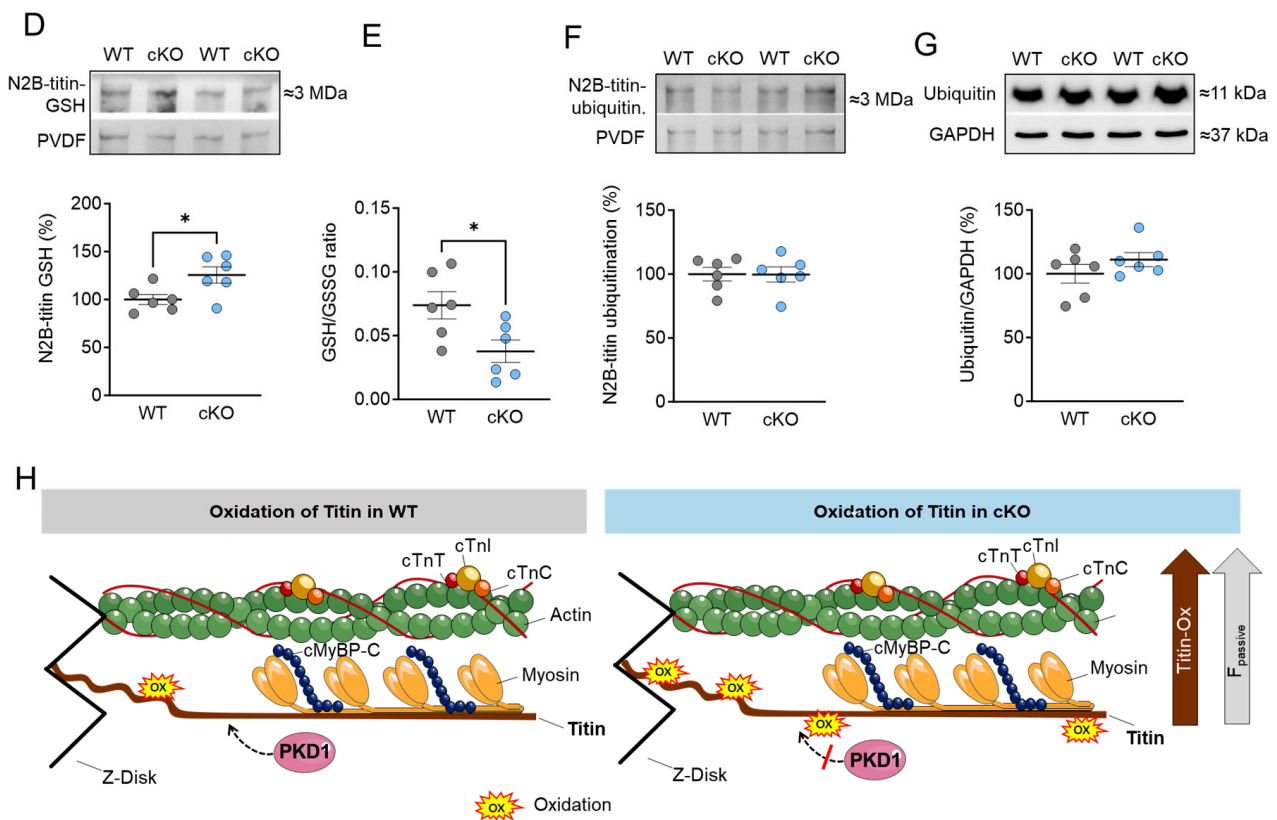 D
WT cKO WT cKO
N2B-titin-
GSH
≈3 MDa
PVDF
200
150
100
50
0
N2B-titin GSH (%)
*
WT cKO
E
0.15
0.10
0.05
0.00
GSH/GSSG ratio
*
WT cKO
F
WT cKO WT cKO
N2B-titin-
ubiquitin.
≈3 MDa
PVDF
150
100
50
0
N2B-titin ubiquitination (%)
WT cKO
G
WT cKO WT cKO
Ubiquitin
≈11 kDa
GAPDH
≈37 kDa
150
100
50
0
Ubiquitin/GAPDH (%)
WT cKO
H
Oxidation of Titin in WT
cTnT
cTnI
cTnC
Actin
cMyBP-C
Myosin
OX
Titin
PKD1
Z-Disk
Oxidation of Titin in cKO
cTnT
cTnI
cTnC
cMyBP-C
Myosin
OX
OX
OX
OX
Titin
PKD1
Z-Disk
Titin-Ox
Fpassive
OX Oxidation